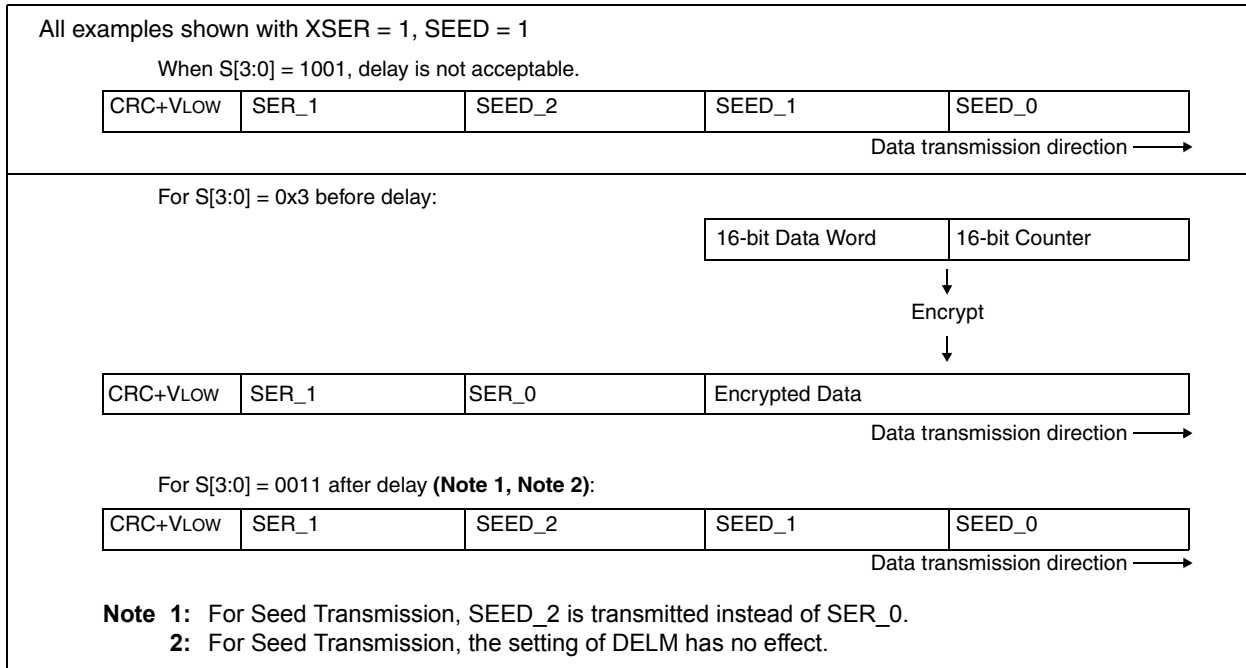 All examples shown with XSER = 1, SEED = 1
When S[3:0] = 1001, delay is not acceptable.
CRC+VLOW SER_1 SEED_2 SEED_1 SEED_0
Data transmission direction
For S[3:0] = 0x3 before delay:
16-bit Data Word 16-bit Counter
Encrypt
CRC+VLOW SER_1 SER_0 Encrypted Data
Data transmission direction
For S[3:0] = 0011 after delay (Note 1, Note 2):
CRC+VLOW SER_1 SEED_2 SEED_1 SEED_0
Data transmission direction
Note 1: For Seed Transmission, SEED_2 is transmitted instead of SER_0.
2: For Seed Transmission, the setting of DELM has no effect.